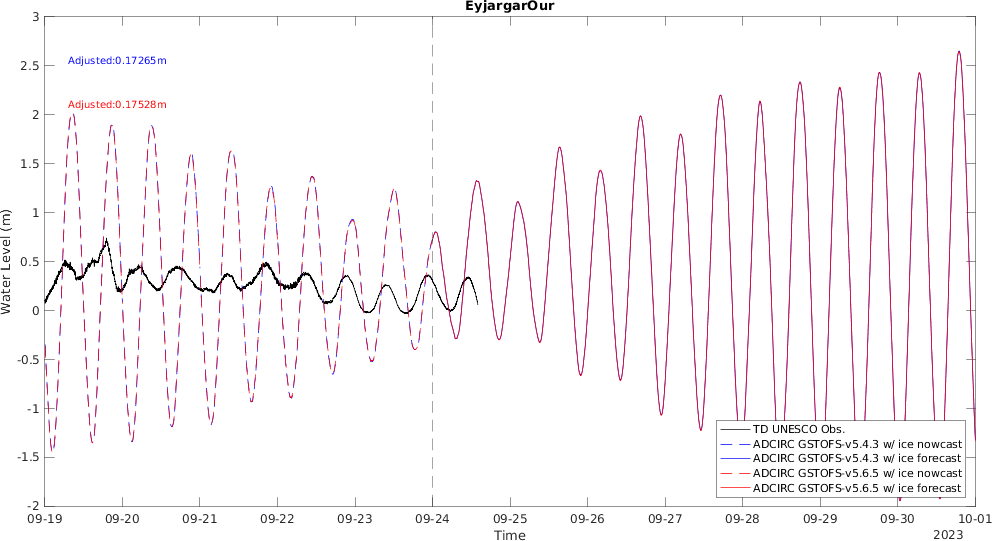 EyjargarOur
3
2.5
2
1.5
1
0.5
0
-0.5
-1
-1.5
-2
Water Level (m)
Adjusted:0.17265m
Adjusted:0.17528m
TD UNESCO Obs.
ADCIRC GSTOFS-v5.4.3 w/ ice nowcast
ADCIRC GSTOFS-v5.4.3 w/ ice forecast
ADCIRC GSTOFS-v5.6.5 w/ ice nowcast
ADCIRC GSTOFS-v5.6.5 w/ ice forecast
09-19 09-20 09-21 09-22 09-23 09-24 09-25 09-26 09-27 09-28 09-29 09-30 10-01
Time
2023